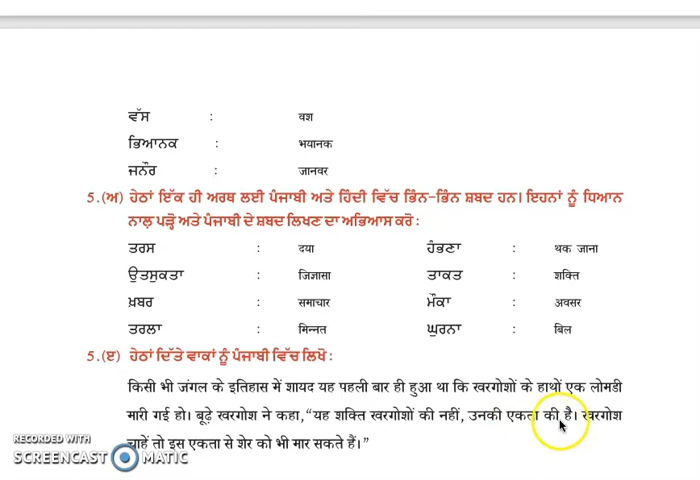 ਵੱਸ : वश
ਭਿਆਨਕ : भयानक
ਜਨੌਰ : जानवर
5. (ਅ) ਹੇਠਾਂ ਇੱਕ ਹੀ ਅਰਥ ਲਈ ਪੰਜਾਬੀ ਅਤੇ ਹਿੰਦੀ ਵਿੱਚ ਭਿੰਨ-ਭਿੰਨ ਸ਼ਬਦ ਹਨ। ਇਹਨਾਂ ਨੂੰ ਧਿਆਨ
ਨਾਲ਼ ਪੜ੍ਹੋ ਅਤੇ ਪੰਜਾਬੀ ਦੇ ਸ਼ਬਦ ਲਿਖਣ ਦਾ ਅਭਿਆਸ ਕਰੋ :
ਤਰਸ : दया ਹੰਭਣਾ : थक जाना
ਉਤਸੁਕਤਾ : जिज्ञासा ਤਾਕਤ : शक्ति
ਖ਼ਬਰ : समाचार ਮੌਕਾ : अवसर
ਤਰਲਾ : मिन्नत ਘੁਰਨਾ : बिल
5. (ੲ) ਹੇਠਾਂ ਦਿੱਤੇ ਵਾਕਾਂ ਨੂੰ ਪੰਜਾਬੀ ਵਿੱਚ ਲਿਖੋ:
किसी भी जंगल के इतिहास में शायद यह पहली बार ही हुआ था कि खरगोशों के हाथों एक लोमडी
मारी गई हो। बूढ़े खरगोश ने कहा, “यह शक्ति खरगोशों की नहीं, उनकी एकता की है। खरगोश
चाहें तो इस एकता से शेर को भी मार सकते हैं।”
RECORDED WITH
SCREENCAST MATIC